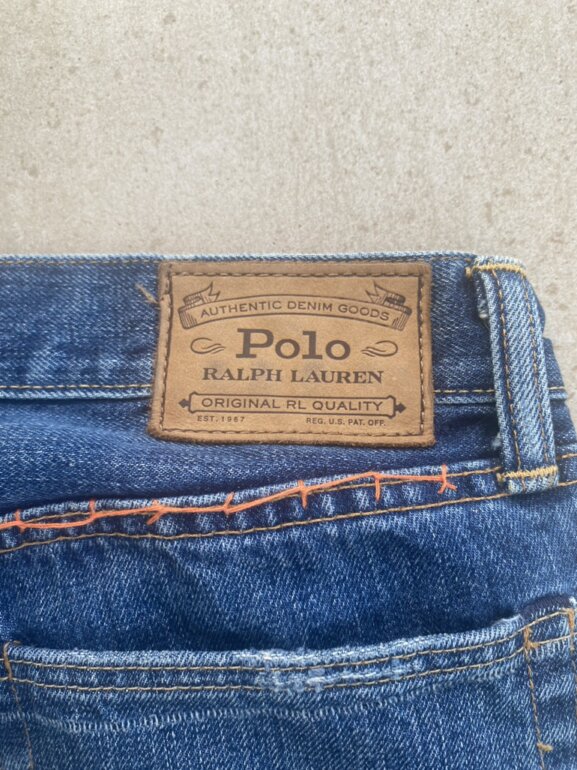 AUTHENTIC DENIM GOODS
Polo
RALPH LAUREN
ORIGINAL RL QUALITY
EST. 1967 REG. U.S. PAT. OFF.